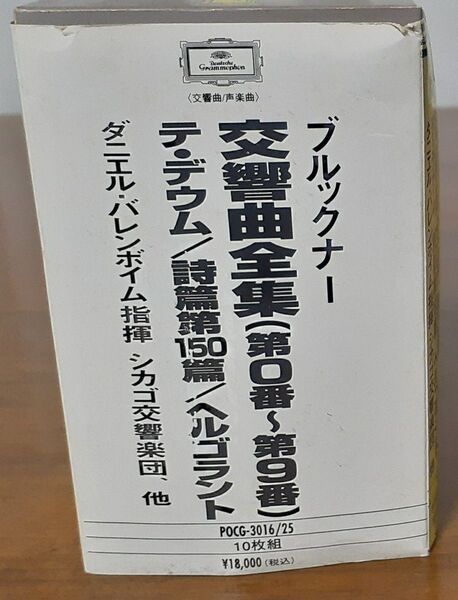 Deutsche
Grammophon
〈交響曲/声楽曲〉
ブルックナー
交響曲全集(第0番~第9番)
テ・デウム/詩篇第150篇/ヘルゴラント
ダニエル・バレンボイム指揮 シカゴ交響楽団、他
POCG-3016/25
10枚組
¥18,000(税込)